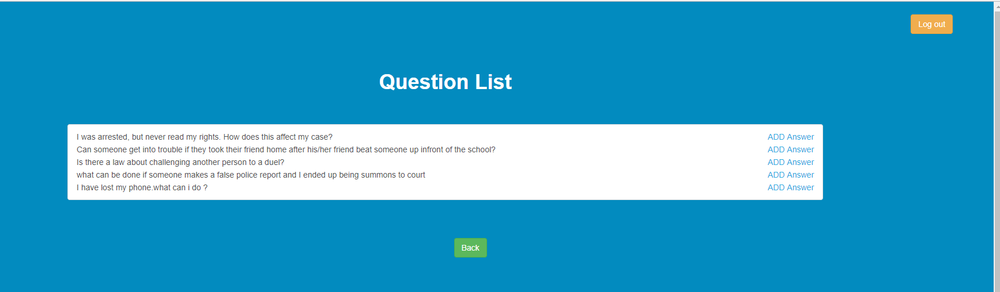 Log out
Question List
I was arrested, but never read my rights. How does this affect my case? ADD Answer
Can someone get into trouble if they took their friend home after his/her friend beat someone up infront of the school? ADD Answer
Is there a law about challenging another person to a duel? ADD Answer
what can be done if someone makes a false police report and I ended up being summons to court ADD Answer
I have lost my phone.what can i do ? ADD Answer
Back